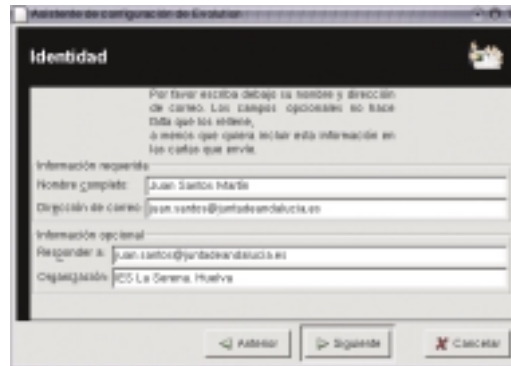 Asistente de configuración de Evolution
Identidad
Por favor escriba debajo su nombre y dirección
de correo. Los campos opcionales no hace
falta que los rellene,
a menos que quiera incluir esta información en
las cartas que envíe.
Información requerida
Nombre completo: Juan Santos Martín
Dirección de correo: juan.santos@juntadeandalucia.es
Información opcional
Responder a: juan.santos@juntadeandalucia.es
Organización: IES La Serena, Huelva
Anterior
Siguiente
Cancelar